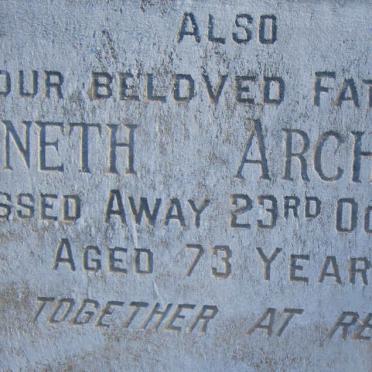 ALSO
OUR BELOVED FAT
NETH ARCH
SSED AWAY 23RD OC
AGED 73 YEAR
TOGETHER AT RE